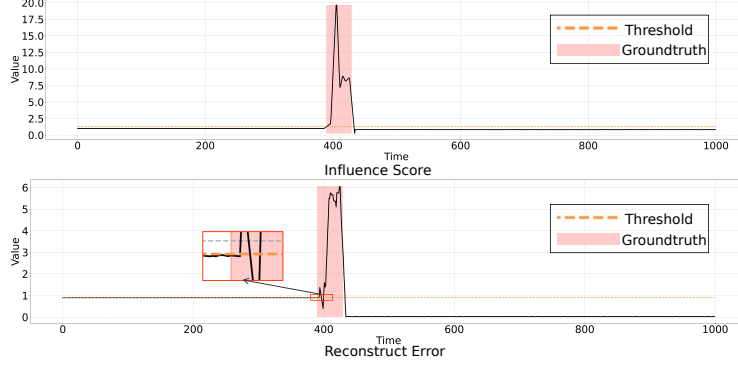 20.0
17.5
15.0
12.5
10.0
7.5
5.0
2.5
0.0
Value
Threshold
Groundtruth
0 200 400 600 800 1000
Time
Influence Score
6
5
4
3
2
1
0
Value
Threshold
Groundtruth
0 200 400 600 800 1000
Time
Reconstruct Error